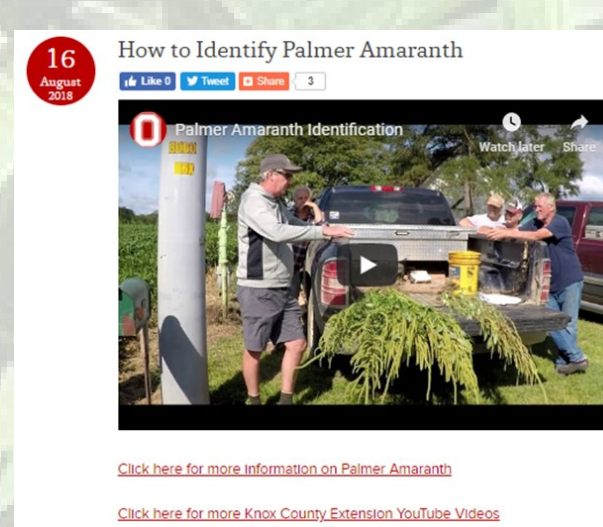 16
August
2018
How to Identify Palmer Amaranth
Like 0 Tweet Share 3
Palmer Amaranth Identification
Watch later Share
Click here for more information on Palmer Amaranth
Click here for more Knox County Extension YouTube Videos